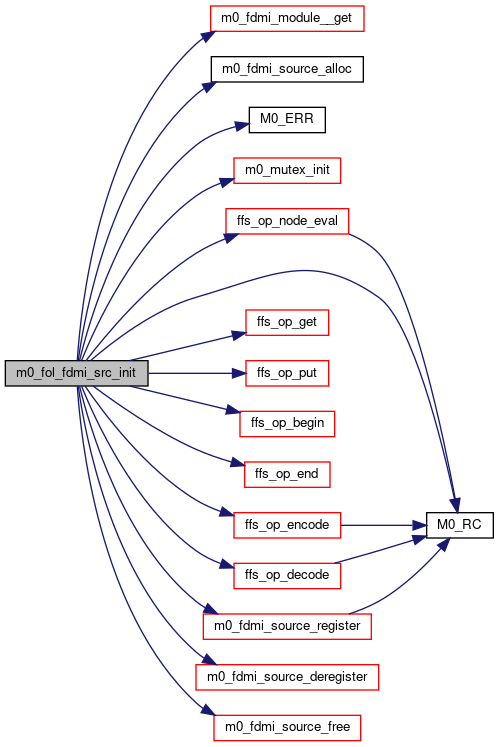 m0_fdmi_module__get
m0_fdmi_source_alloc
M0_ERR
m0_mutex_init
ffs_op_node_eval
ffs_op_get
m0_fol_fdmi_src_init
ffs_op_put
ffs_op_begin
ffs_op_end
ffs_op_encode
M0_RC
ffs_op_decode
m0_fdmi_source_register
m0_fdmi_source_deregister
m0_fdmi_source_free